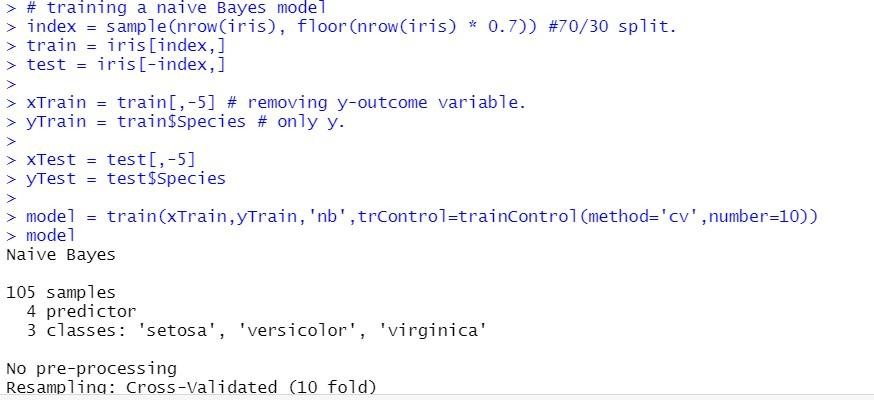 > # training a naive Bayes model
> index = sample(nrow(iris), floor(nrow(iris) * 0.7)) #70/30 split.
> train = iris[index,]
> test = iris[-index,]
>
> xTrain = train[,-5] # removing y-outcome variable.
> yTrain = train$Species # only y.
>
> xTest = test[,-5]
> yTest = test$Species
>
> model = train(xTrain,yTrain,'nb',trControl=trainControl(method='cv',number=10))
> model
Naive Bayes

105 samples
  4 predictor
  3 classes: 'setosa', 'versicolor', 'virginica'

No pre-processing
Resampling: Cross-Validated (10 fold)